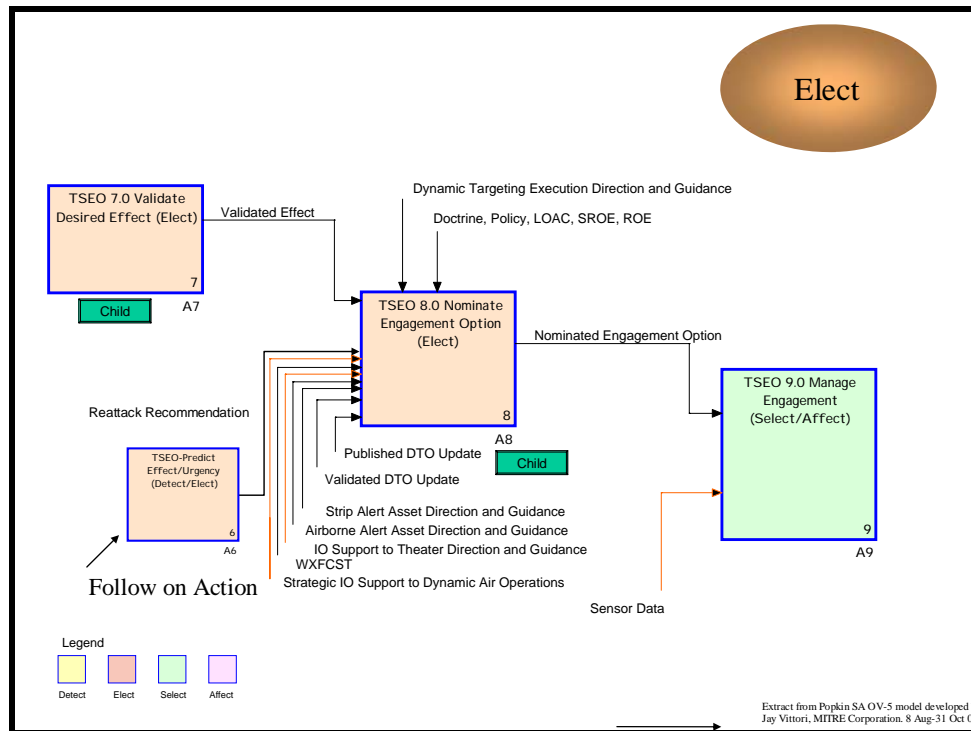 Elect
TSEO 7.0 Validate
Desired Effect (Elect)
7
A7
Child
Validated Effect
Dynamic Targeting Execution Direction and Guidance
Doctrine, Policy, LOAC, SROE, ROE
TSEO 8.0 Nominate
Engagement Option
(Elect)
8
A8
Child
Nominated Engagement Option
TSEO 9.0 Manage
Engagement
(Select/Affect)
9
A9
Reattack Recommendation
TSEO-Predict
Effect/Urgency
(Detect/Elect)
6
A6
Follow on Action
Published DTO Update
Validated DTO Update
Strip Alert Asset Direction and Guidance
Airborne Alert Asset Direction and Guidance
IO Support to Theater Direction and Guidance
WXFCST
Strategic IO Support to Dynamic Air Operations
Sensor Data
Legend
Detect
Elect
Select
Affect
Extract from Popkin SA OV-5 model developed
Jay Vittori, MITRE Corporation. 8 Aug-31 Oct